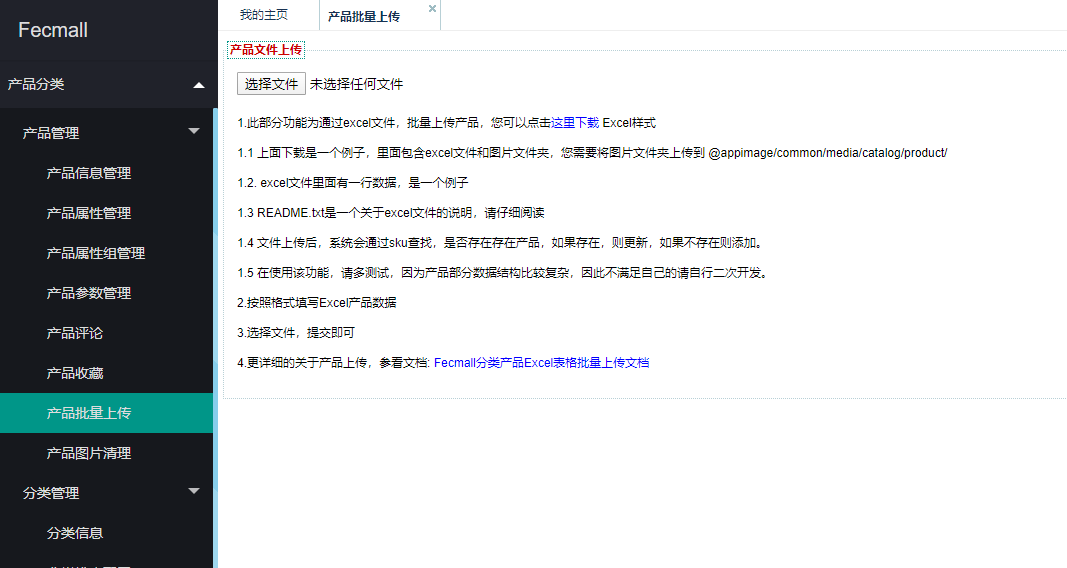 Fecmall
产品分类
产品管理
产品信息管理
产品属性管理
产品属性组管理
产品参数管理
产品评论
产品收藏
产品批量上传
产品图片清理
分类管理
分类信息
我的主页
产品批量上传
产品文件上传
选择文件 未选择任何文件
1.此部分功能为通过excel文件，批量上传产品，您可以点击这里下载 Excel样式
1.1 上面下载是一个例子，里面包含excel文件和图片文件夹，您需要将图片文件夹上传到 @appimage/common/media/catalog/product/
1.2. excel文件里面有一行数据，是一个例子
1.3 README.txt是一个关于excel文件的说明，请仔细阅读
1.4 文件上传后，系统会通过sku查找，是否存在存在产品，如果存在，则更新，如果不存在则添加。
1.5 在使用该功能，请多测试，因为产品部分数据结构比较复杂，因此不满足自己的请自行二次开发。
2.按照格式填写Excel产品数据
3.选择文件，提交即可
4.更详细的关于产品上传，参看文档: Fecmall分类产品Excel表格批量上传文档